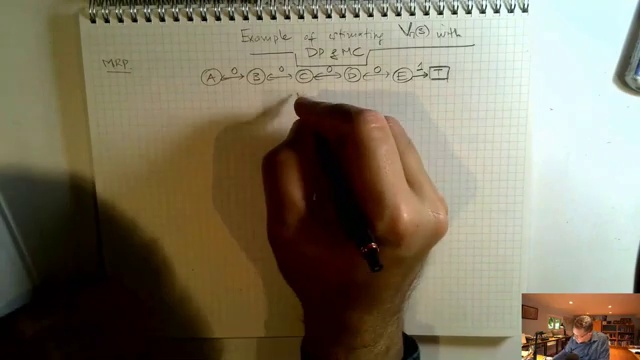 Example of estimating Vπ(s) with
DP & MC
MRP
0 0 0 0 1
A B C D E T